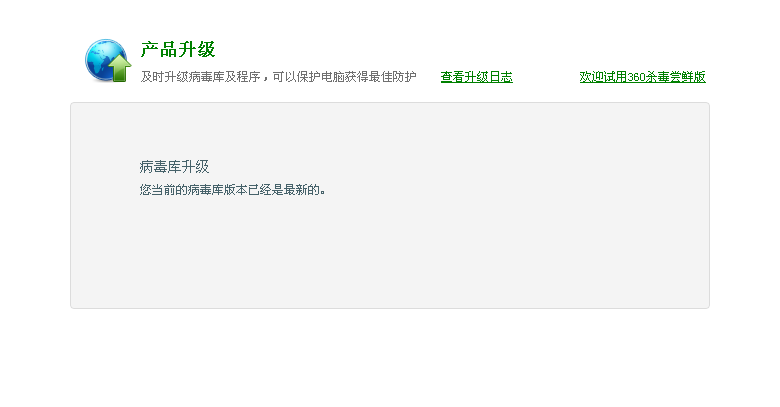 产品升级
及时升级病毒库及程序，可以保护电脑获得最佳防护 查看升级日志 欢迎试用360杀毒尝鲜版
病毒库升级
您当前的病毒库版本已经是最新的。